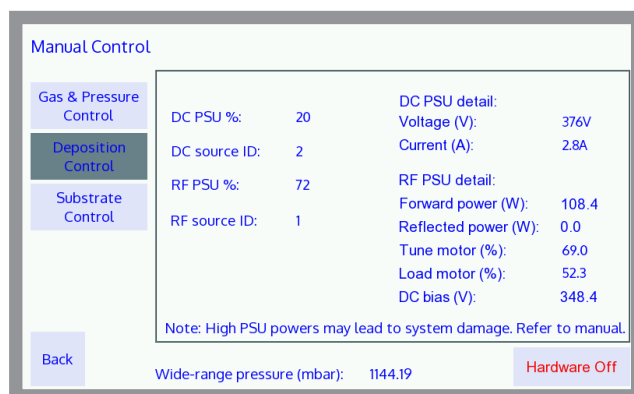 Manual Control
Gas & Pressure
Control
Deposition
Control
Substrate
Control
DC PSU %: 20
DC source ID: 2
RF PSU %: 72
RF source ID: 1
DC PSU detail:
Voltage (V): 376V
Current (A): 2.8A
RF PSU detail:
Forward power (W): 108.4
Reflected power (W): 0.0
Tune motor (%): 69.0
Load motor (%): 52.3
DC bias (V): 348.4
Note: High PSU powers may lead to system damage. Refer to manual.
Back
Wide-range pressure (mbar): 1144.19
Hardware Off